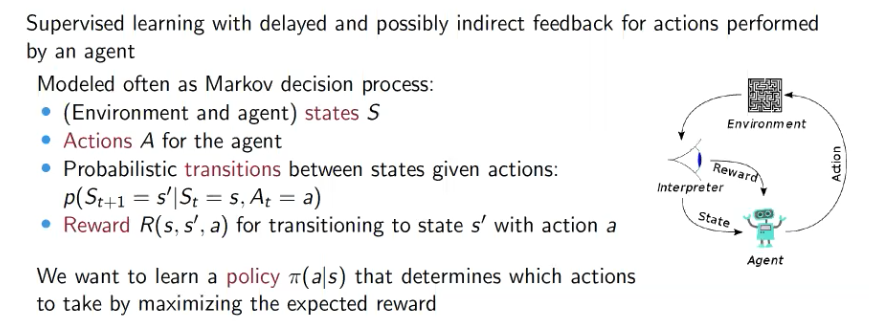 Supervised learning with delayed and possibly indirect feedback for actions performed
by an agent
Modeled often as Markov decision process:
• (Environment and agent) states S
• Actions A for the agent
• Probabilistic transitions between states given actions:
p(S_{t+1} = s'|S_t = s, A_t = a)
• Reward R(s, s', a) for transitioning to state s' with action a
We want to learn a policy π(a|s) that determines which actions
to take by maximizing the expected reward
Environment
Action
Reward
Interpreter
State
Agent